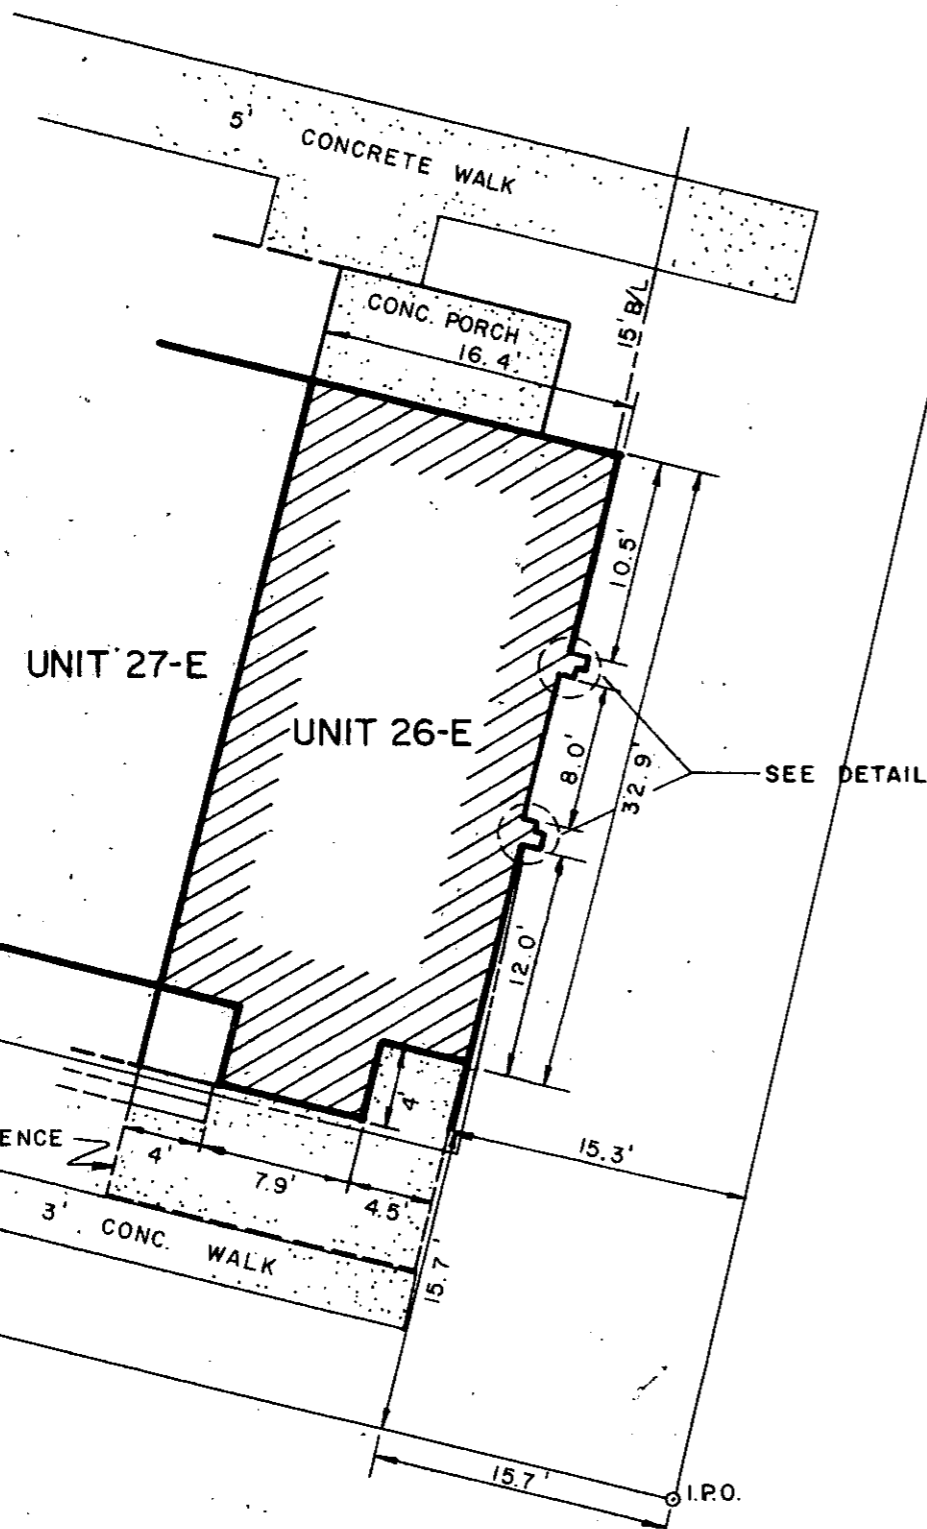 5' CONCRETE WALK
15' B/L
CONC. PORCH
16.4'
10.5'
UNIT 27-E
UNIT 26-E
8.0'
32.9'
SEE DETAIL
12.0'
4'
ENCE
4'
7.9'
4.5'
15.3'
3' CONC. WALK
15.7'
15.7'
I.P.O.